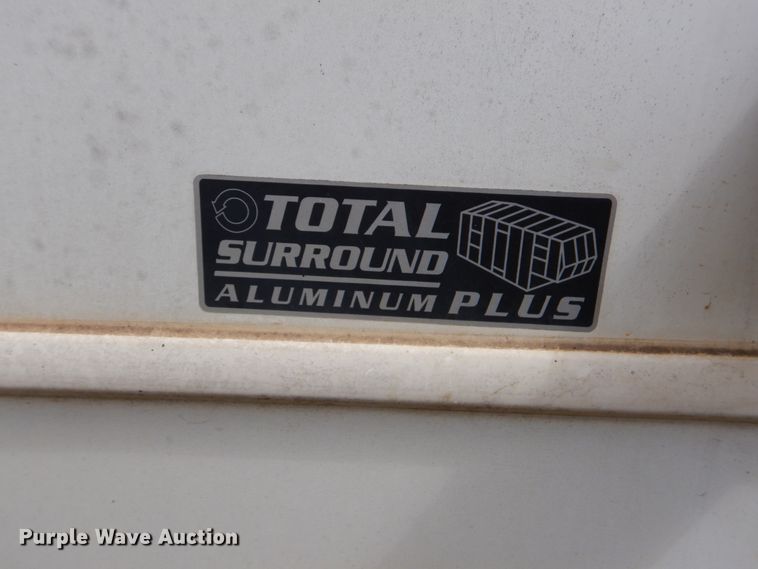 TOTAL
SURROUND
ALUMINUM PLUS
Purple Wave Auction